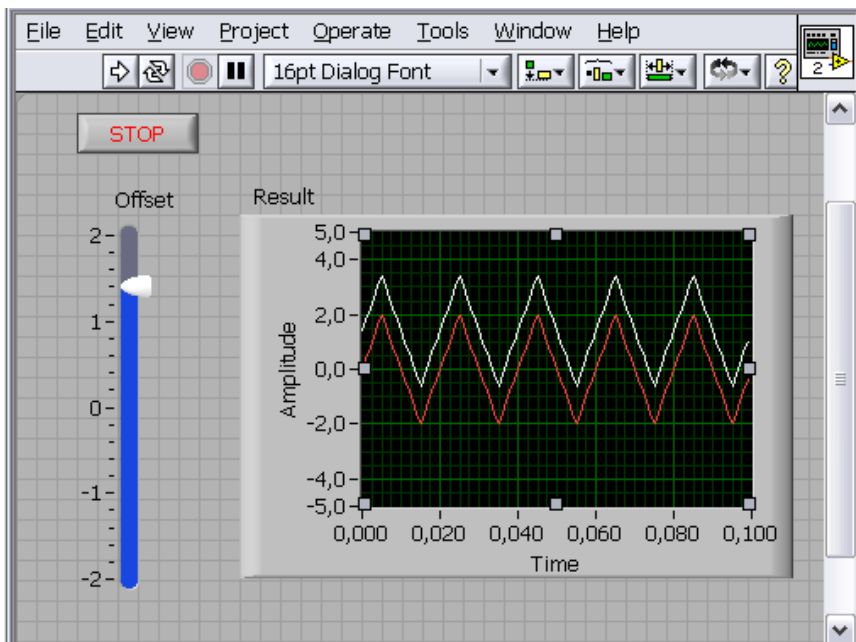 File Edit View Project Operate Tools Window Help
16pt Dialog Font
2
STOP
Offset
2
1
0
-1
-2
Result
Amplitude
5,0
4,0
2,0
0,0
-2,0
-4,0
-5,0
0,000 0,020 0,040 0,060 0,080 0,100
Time